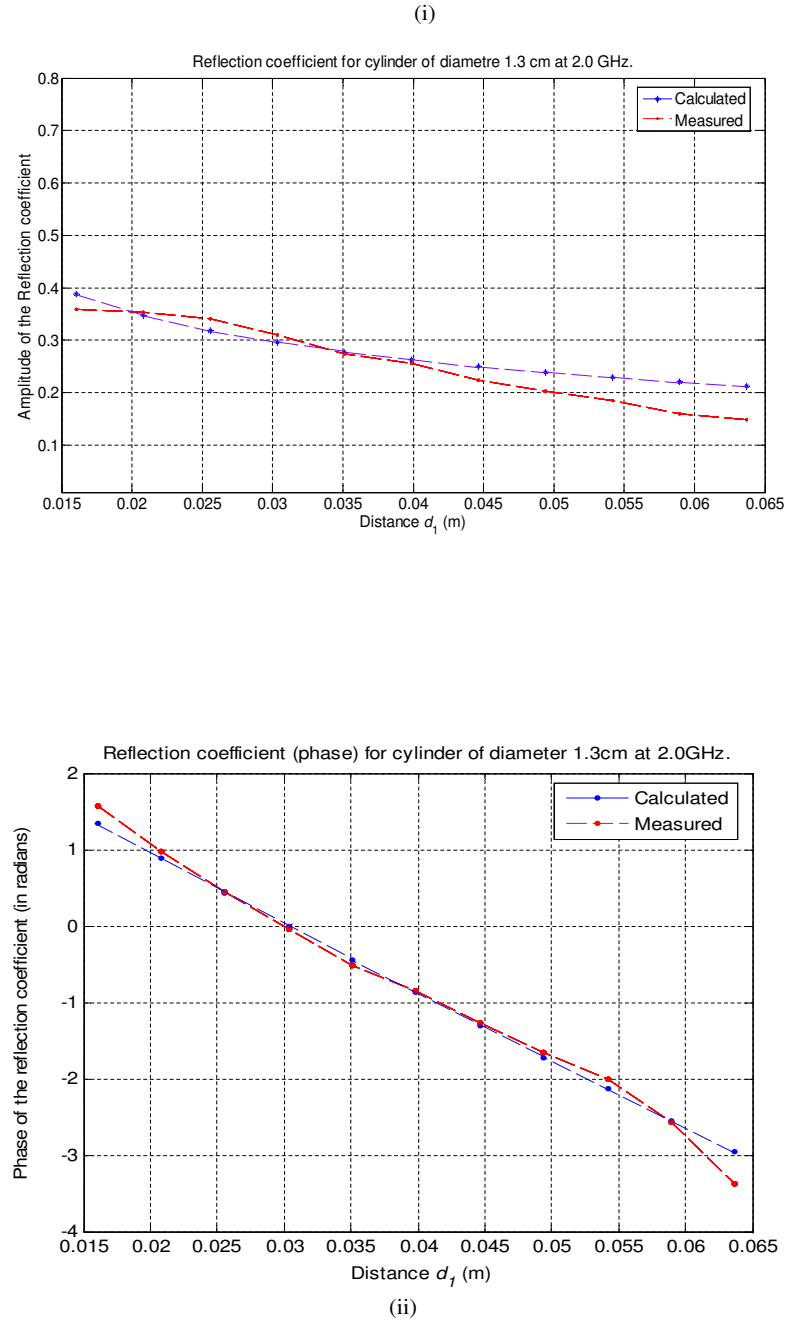 (i)
Reflection coefficient for cylinder of diametre 1.3 cm at 2.0 GHz.
0.8
0.7
0.6
0.5
0.4
0.3
0.2
0.1
Amplitude of the Reflection coefficient
Calculated
Measured
0.015 0.02 0.025 0.03 0.035 0.04 0.045 0.05 0.055 0.06 0.065
Distance d1 (m)
Reflection coefficient (phase) for cylinder of diameter 1.3cm at 2.0GHz.
2
1
0
-1
-2
-3
-4
Phase of the reflection coefficient (in radians)
Calculated
Measured
0.015 0.02 0.025 0.03 0.035 0.04 0.045 0.05 0.055 0.06 0.065
Distance d1 (m)
(ii)